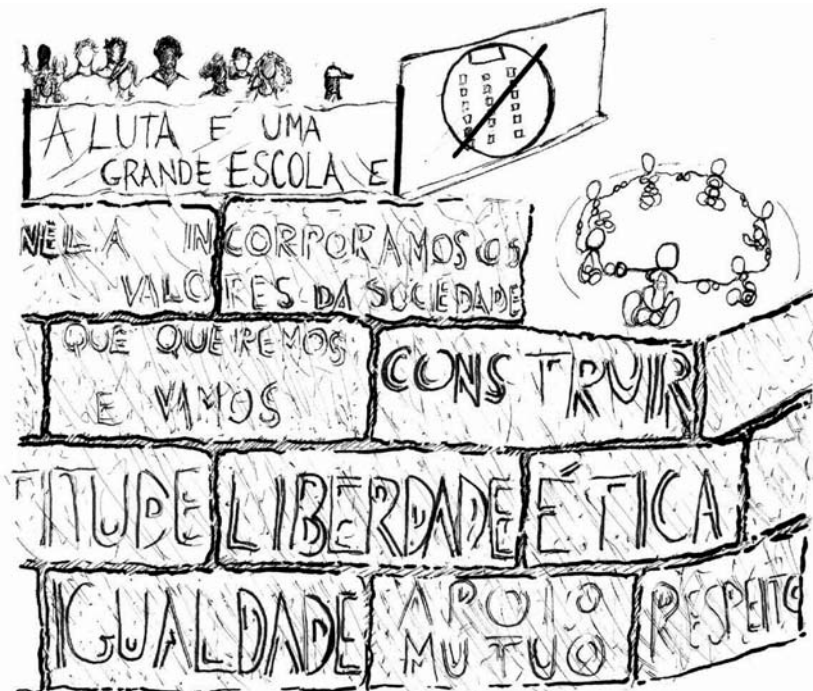 A LUTA E UMA
GRANDE ESCOLA E
NELA INCORPORAMOS OS
VALORES DA SOCIEDADE
QUE QUEREMOS
E VAMOS
CONSTRUIR
TITUDE LIBERDADE ÉTICA
IGUALDADE APOIO
MUTUO
RESPEITO